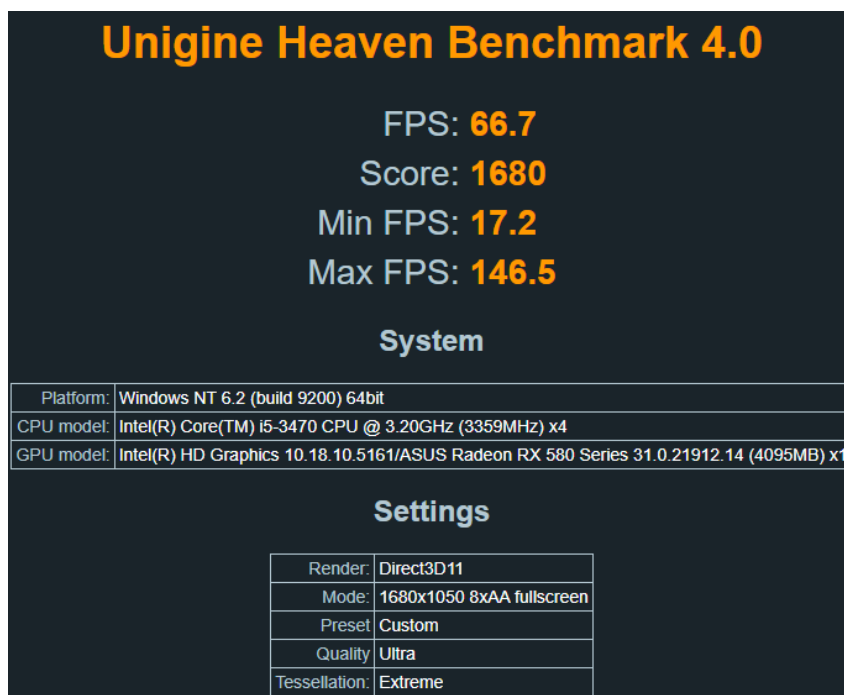 Unigine Heaven Benchmark 4.0
FPS: 66.7
Score: 1680
Min FPS: 17.2
Max FPS: 146.5
System
Platform: Windows NT 6.2 (build 9200) 64bit
CPU model: Intel(R) Core(TM) i5-3470 CPU @ 3.20GHz (3359MHz) x4
GPU model: Intel(R) HD Graphics 10.18.10.5161/ASUS Radeon RX 580 Series 31.0.21912.14 (4095MB) x1
Settings
Render: Direct3D11
Mode: 1680x1050 8xAA fullscreen
Preset Custom
Quality Ultra
Tessellation: Extreme